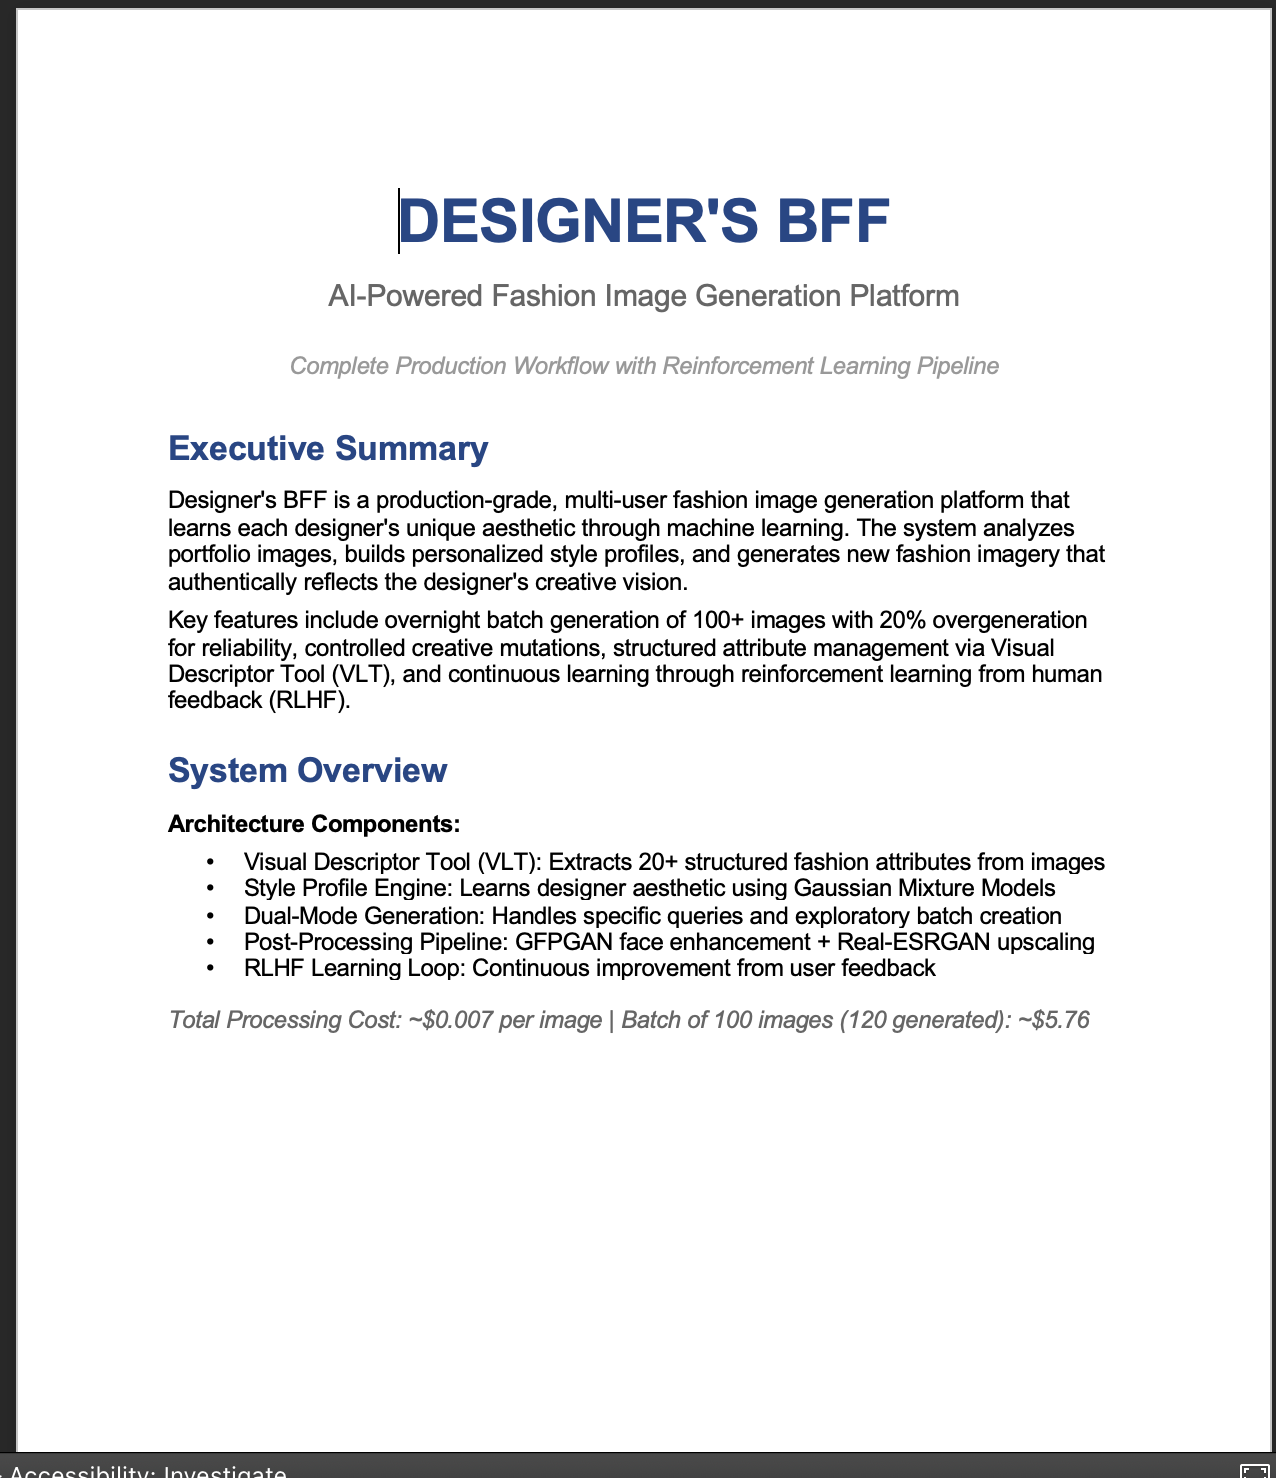 DESIGNER'S BFF
AI-Powered Fashion Image Generation Platform
Complete Production Workflow with Reinforcement Learning Pipeline
Executive Summary
Designer's BFF is a production-grade, multi-user fashion image generation platform that
learns each designer's unique aesthetic through machine learning. The system analyzes
portfolio images, builds personalized style profiles, and generates new fashion imagery that
authentically reflects the designer's creative vision.
Key features include overnight batch generation of 100+ images with 20% overgeneration
for reliability, controlled creative mutations, structured attribute management via Visual
Descriptor Tool (VLT), and continuous learning through reinforcement learning from human
feedback (RLHF).
System Overview
Architecture Components:
• Visual Descriptor Tool (VLT): Extracts 20+ structured fashion attributes from images
• Style Profile Engine: Learns designer aesthetic using Gaussian Mixture Models
• Dual-Mode Generation: Handles specific queries and exploratory batch creation
• Post-Processing Pipeline: GFPGAN face enhancement + Real-ESRGAN upscaling
• RLHF Learning Loop: Continuous improvement from user feedback
Total Processing Cost: ~$0.007 per image | Batch of 100 images (120 generated): ~$5.76
Accessibility: Investigate